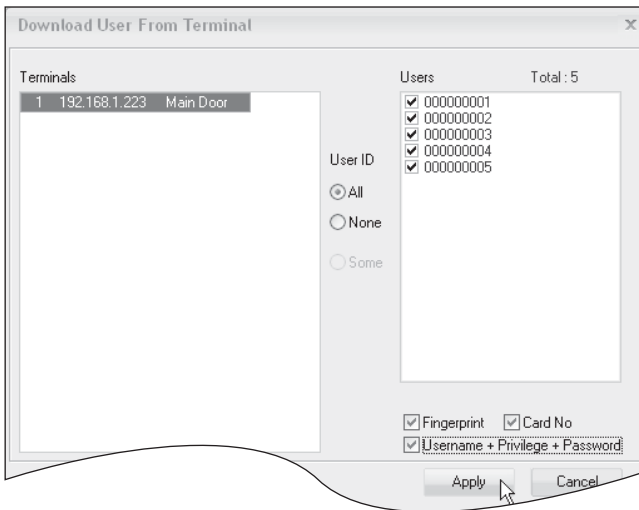 Download User From Terminal
x
Terminals
1 192.168.1.223 Main Door
User ID
All
None
Some
Users Total : 5
000000001
000000002
000000003
000000004
000000005
Fingerprint Card No
Username + Privilege + Password
Apply Cancel